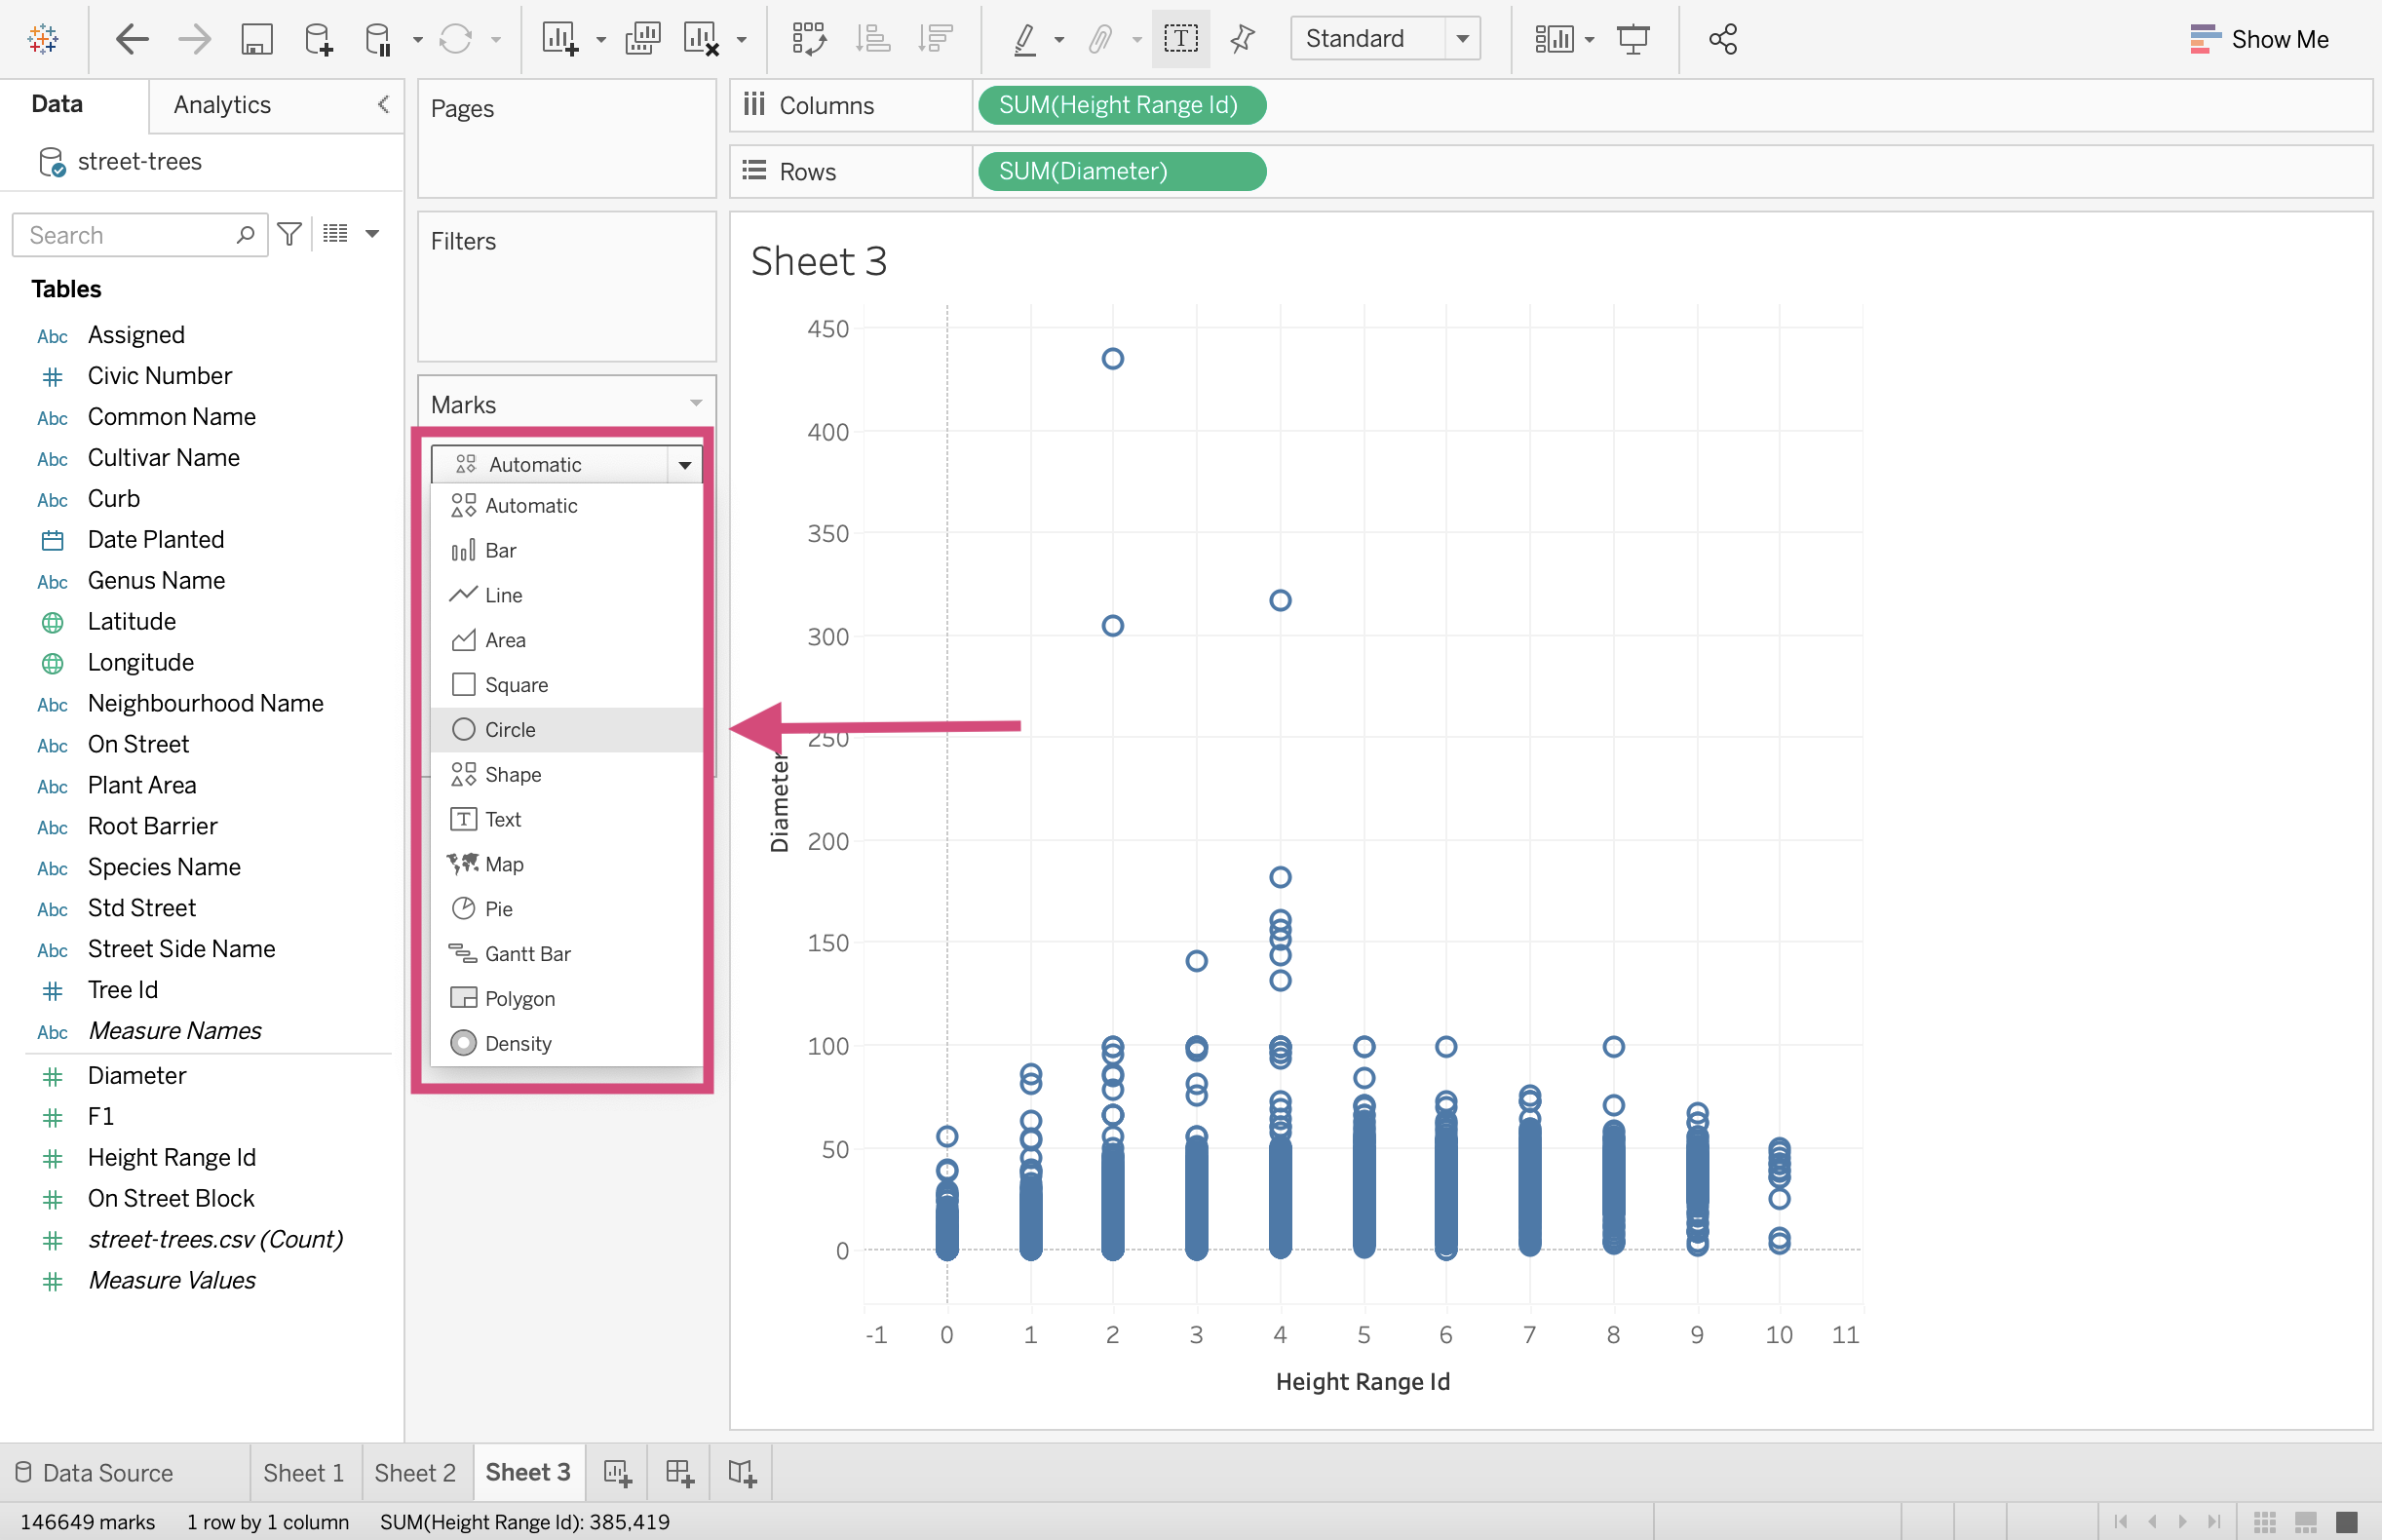 Standard
Show Me
Data
Analytics
street-trees
Search
Tables
Abc Assigned
Civic Number
Abc Common Name
Abc Cultivar Name
Abc Curb
Date Planted
Abc Genus Name
Latitude
Longitude
Abc Neighbourhood Name
Abc On Street
Abc Plant Area
Abc Root Barrier
Abc Species Name
Abc Std Street
Abc Street Side Name
Tree Id
Abc Measure Names
Diameter
F1
Height Range Id
On Street Block
street-trees.csv (Count)
Measure Values
Pages
Filters
Marks
Automatic
Automatic
Bar
Line
Area
Square
Circle
Shape
Text
Map
Pie
Gantt Bar
Polygon
Density
Columns
SUM(Height Range Id)
Rows
SUM(Diameter)
Sheet 3
450
400
350
300
250
200
150
100
50
0
Diameter
-1 0 1 2 3 4 5 6 7 8 9 10 11
Height Range Id
Data Source
Sheet 1
Sheet 2
Sheet 3
146649 marks
1 row by 1 column
SUM(Height Range Id): 385,419